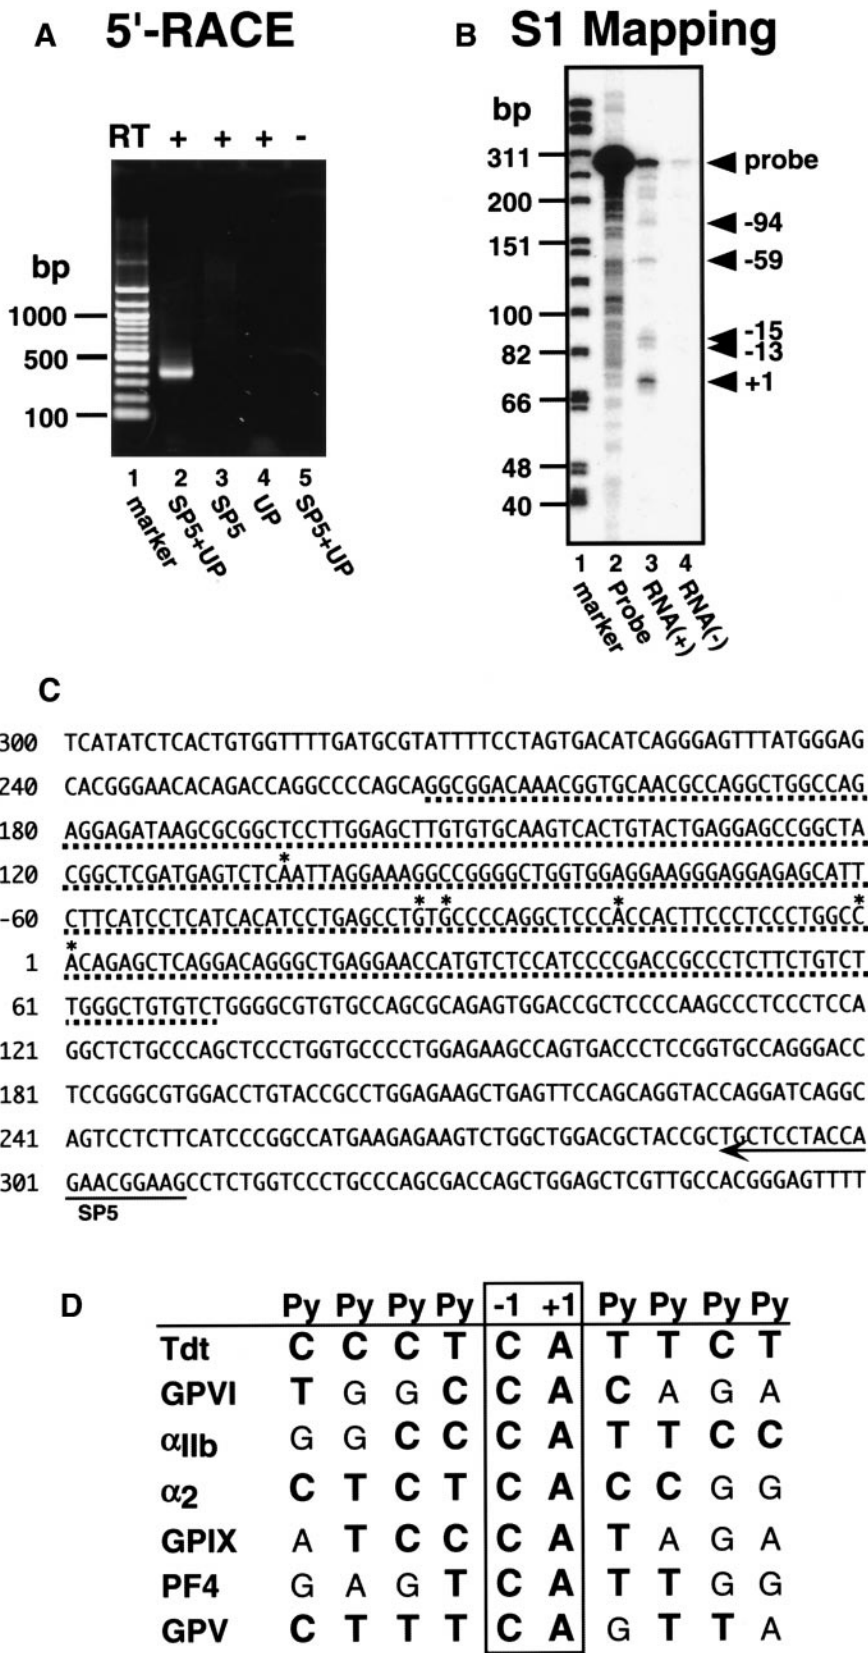 A 5'-RACE
RT + + + -
bp
1000
500
100
1 2 3 4 5
marker SP5+UP SP5 UP SP5+UP
B S1 Mapping
bp
311
200
151
100
82
66
48
40
probe
-94
-59
-15
-13
+1
1 2 3 4
marker Probe RNA(+) RNA(-)
C
300 TCATATCTCACTGTGGTTTTGATGCGTATTTTCCTAGTGACATCAGGGAGTTTATGGGAG
240 CACGGGAACACAGACCAGGCCCCAGCAGGCGGACAAACGGTGCAACGCCAGGCTGGCCAG
180 AGGAGATAAGCGCGGCTCCTTGGAGCTTGTGTGCAAGTCACTGTACTGAGGAGCCGGCTA
*
120 CGGCTCGATGAGTCTCAATTAGGAAAGGCCGGGGCTGGTGGAGGAAGGGAGGAGAGCATT
* * * *
-60 CTTCATCCTCATCACATCCTGAGCCTGTGCCCCAGGCTCCCACCACTTCCCTCCCTGGCC
*
1 ACAGAGCTCAGGACAGGGCTGAGGAACCATGTCTCCATCCCCGACCGCCCTCTTCTGTCT
61 TGGGCTGTGTCTGGGGCGTGTGCCAGCGCAGAGTGGACCGCTCCCCAAGCCCTCCCTCCA
121 GGCTCTGCCCAGCTCCCTGGTGCCCCTGGAGAAGCCAGTGACCCTCCGGTGCCAGGGACC
181 TCCGGGCGTGGACCTGTACCGCCTGGAGAAGCTGAGTTCCAGCAGGTACCAGGATCAGGC
241 AGTCCTCTTCATCCCGGCCATGAAGAGAAGTCTGGCTGGACGCTACCGCTGCTCCTACCA
301 GAACGGAAGCCTCTGGTCCCTGCCCAGCGACCAGCTGGAGCTCGTTGCCACGGGAGTTTT
SP5
D Py Py Py Py -1 +1 Py Py Py Py
Tdt C C C T C A T T C T
GPVI T G G C C A C A G A
αIIb G G C C C A T T C C
α2 C T C T C A C C G G
GPIX A T C C C A T A G A
PF4 G A G T C A T T G G
GPV C T T T C A G T T A